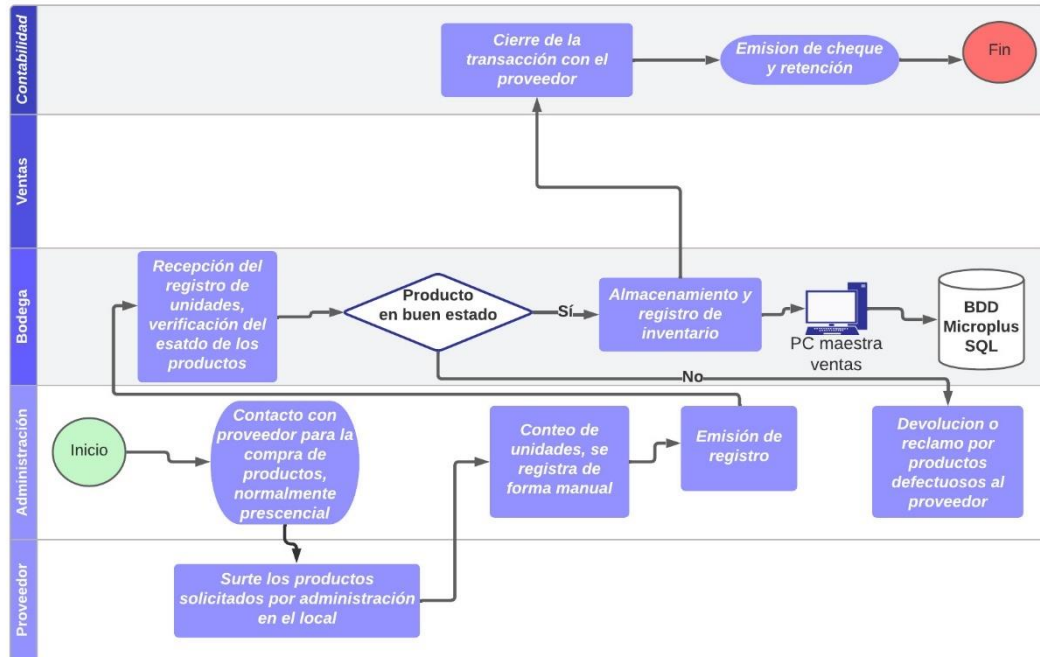 Contabilidad
Cierre de la
transacción con el
proveedor
Emision de cheque
y retención
Fin
Ventas
Bodega
Recepción del
registro de
unidades,
verificación del
esatdo de los
productos
Producto
en buen estado
Sí
No
Almacenamiento y
registro de
inventario
PC maestra
ventas
BDD
Microplus
SQL
Administración
Inicio
Contacto con
proveedor para la
compra de
productos,
normalmente
prescencial
Conteo de
unidades, se
registra de
forma manual
Emisión de
registro
Devolucion o
reclamo por
productos
defectuosos al
proveedor
Proveedor
Surte los productos
solicitados por administración
en el local